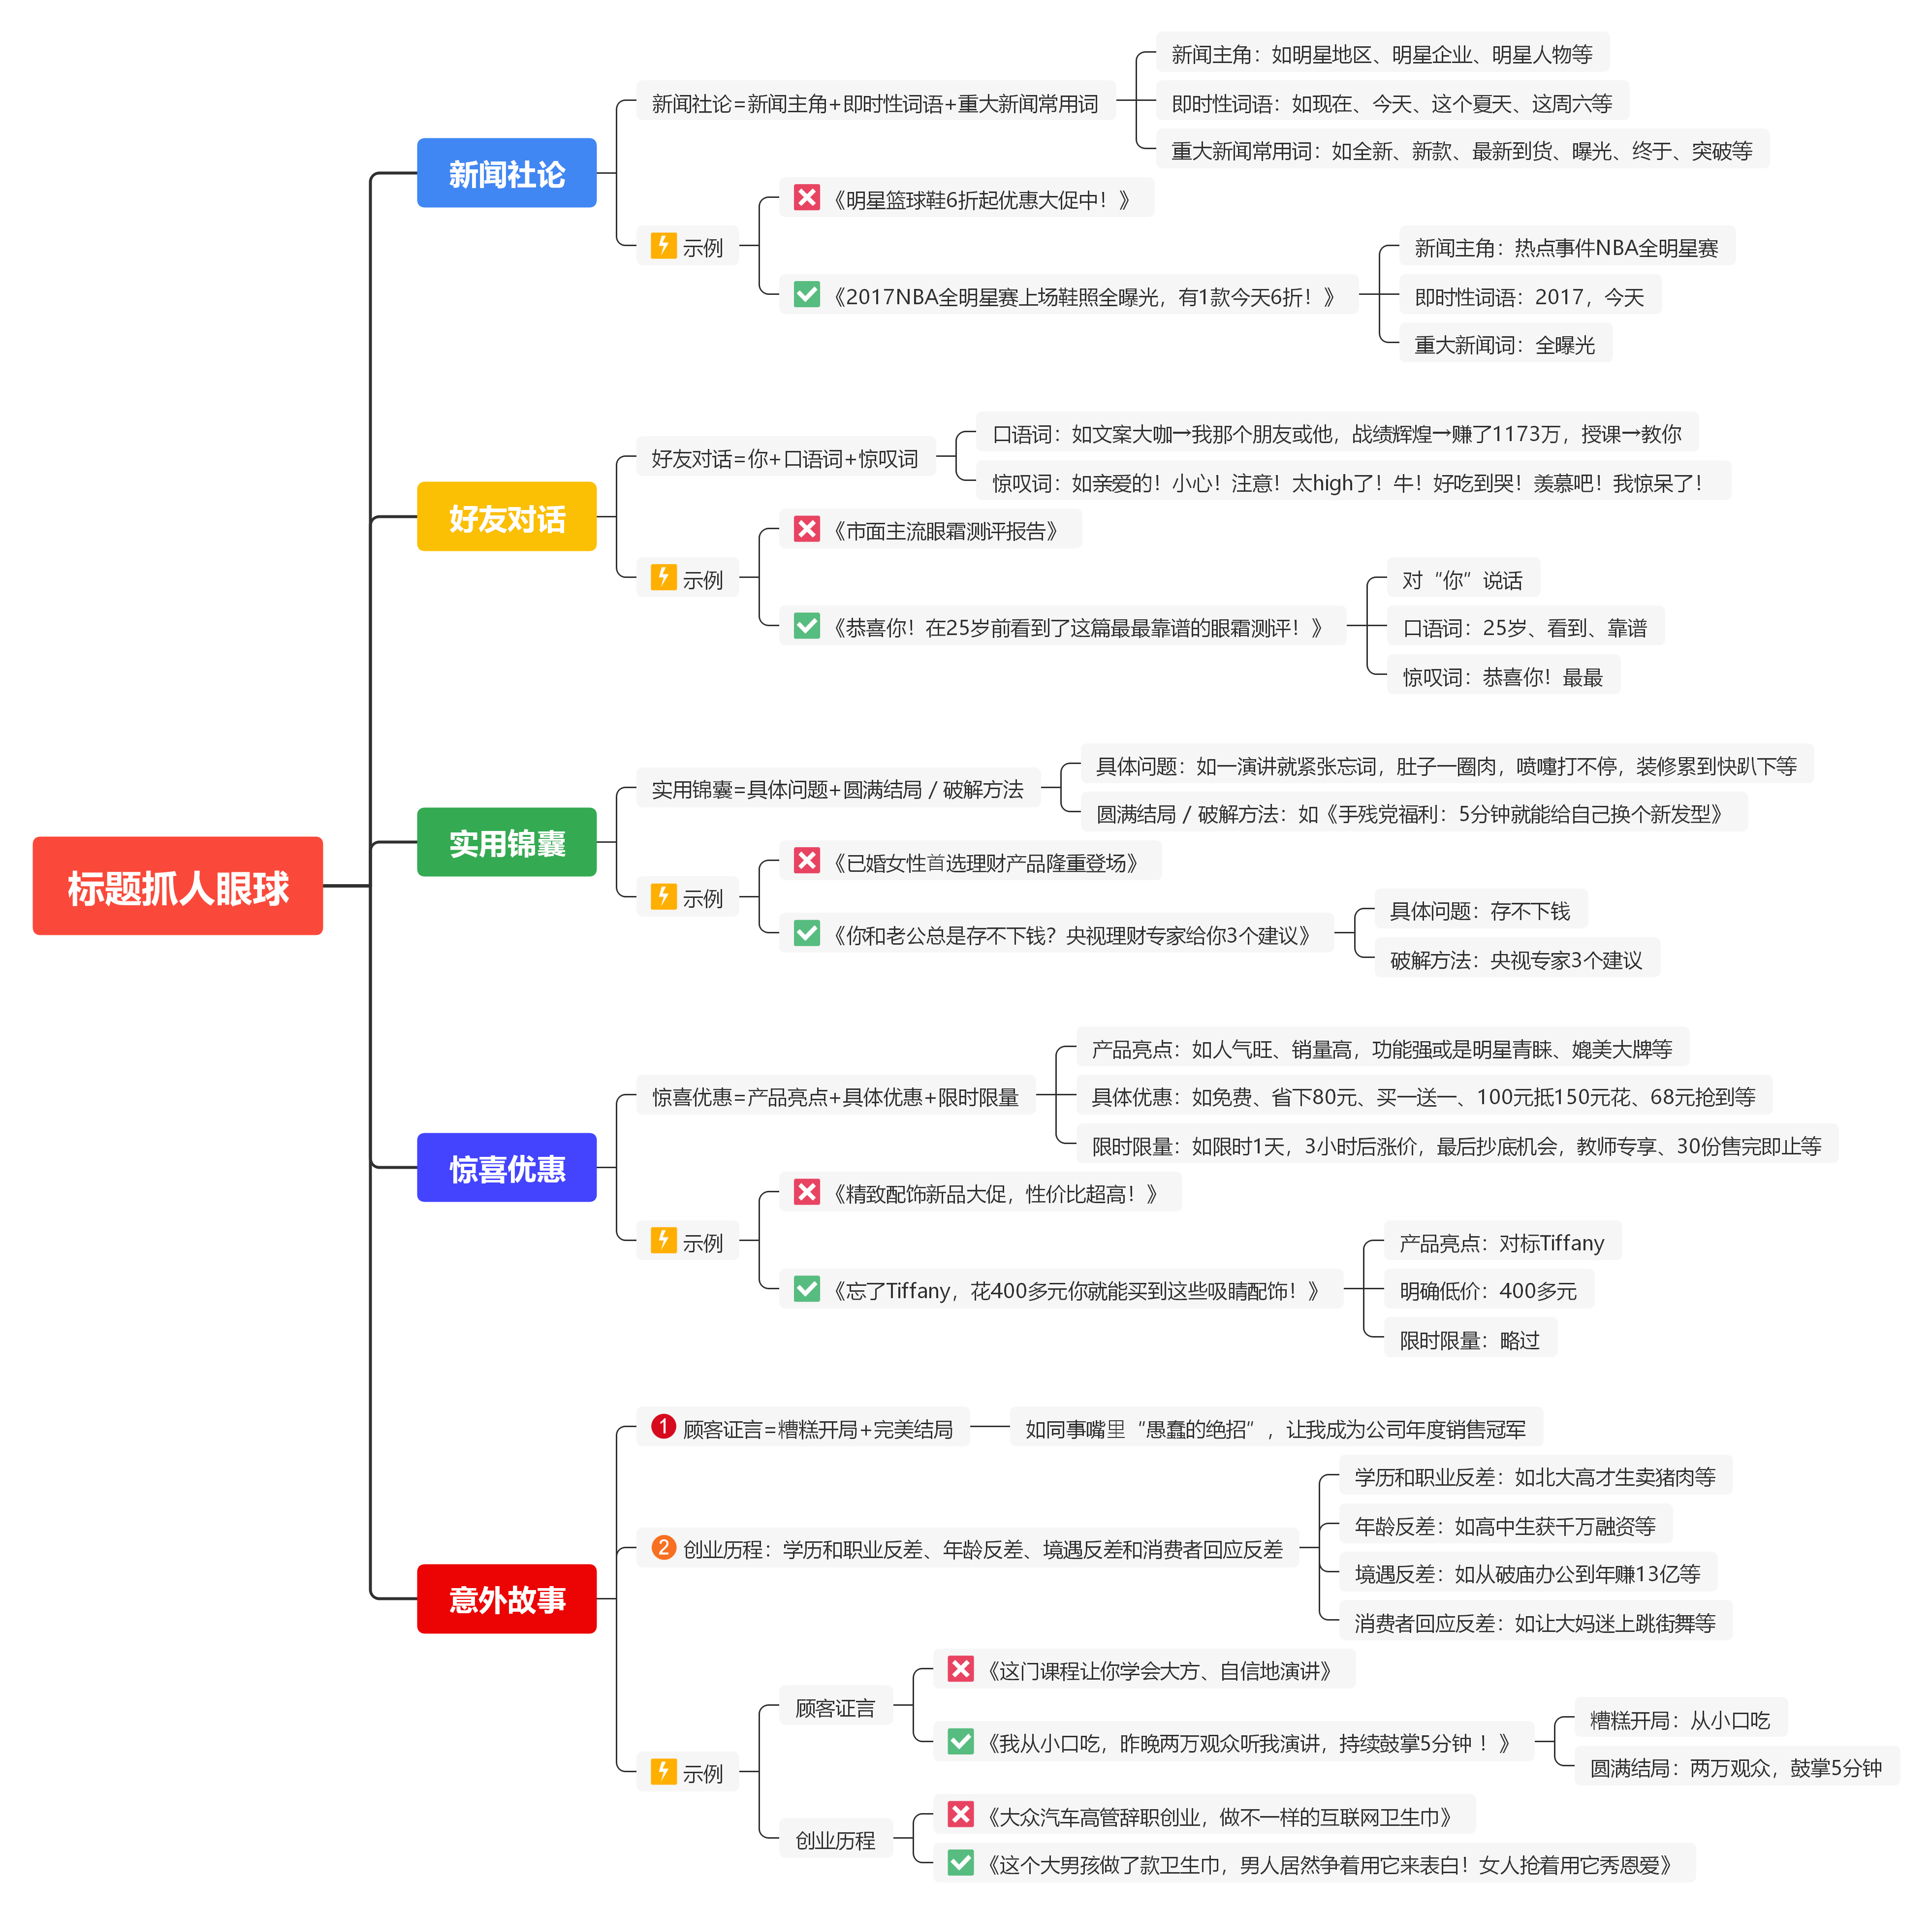 标题抓人眼球
新闻社论
新闻社论=新闻主角+即时性词语+重大新闻常用词
新闻主角：如明星地区、明星企业、明星人物等
即时性词语：如现在、今天、这个夏天、这周六等
重大新闻常用词：如全新、新款、最新到货、曝光、终于、突破等
示例
《明星篮球鞋6折起优惠大促中！》
《2017NBA全明星赛上场鞋照全曝光，有1款今天6折！》
新闻主角：热点事件NBA全明星赛
即时性词语：2017，今天
重大新闻词：全曝光
好友对话
好友对话=你+口语词+惊叹词
口语词：如文案大咖→我那个朋友或他，战绩辉煌→赚了1173万，授课→教你
惊叹词：如亲爱的！小心！注意！太high了！牛！好吃到哭！羡慕吧！我惊呆了！
示例
《市面主流眼霜测评报告》
《恭喜你！在25岁前看到了这篇最最靠谱的眼霜测评！》
对“你”说话
口语词：25岁、看到、靠谱
惊叹词：恭喜你！最最
实用锦囊
实用锦囊=具体问题+圆满结局 / 破解方法
具体问题：如一演讲就紧张忘词，肚子一圈肉，喷嚏打不停，装修累到快趴下等
圆满结局 / 破解方法：如《手残党福利：5分钟就能给自己换个新发型》
示例
《已婚女性首选理财产品隆重登场》
《你和老公总是存不下钱？央视理财专家给你3个建议》
具体问题：存不下钱
破解方法：央视专家3个建议
惊喜优惠
惊喜优惠=产品亮点+具体优惠+限时限量
产品亮点：如人气旺、销量高，功能强或是明星青睐、媲美大牌等
具体优惠：如免费、省下80元、买一送一、100元抵150元花、68元抢到等
限时限量：如限时1天，3小时后涨价，最后抄底机会，教师专享、30份售完即止等
示例
《精致配饰新品大促，性价比超高！》
《忘了Tiffany，花400多元你就能买到这些吸睛配饰！》
产品亮点：对标Tiffany
明确低价：400多元
限时限量：略过
意外故事
1 顾客证言=糟糕开局+完美结局
如同事嘴里“愚蠢的绝招”，让我成为公司年度销售冠军
2 创业历程：学历和职业反差、年龄反差、境遇反差和消费者回应反差
学历和职业反差：如北大高才生卖猪肉等
年龄反差：如高中生获千万融资等
境遇反差：如从破庙办公到年赚13亿等
消费者回应反差：如让大妈迷上跳街舞等
示例
顾客证言
《这门课程让你学会大方、自信地演讲》
《我从小口吃，昨晚两万观众听我演讲，持续鼓掌5分钟 ！》
糟糕开局：从小口吃
圆满结局：两万观众，鼓掌5分钟
创业历程
《大众汽车高管辞职创业，做不一样的互联网卫生巾》
《这个大男孩做了款卫生巾，男人居然争着用它来表白！女人抢着用它秀恩爱》